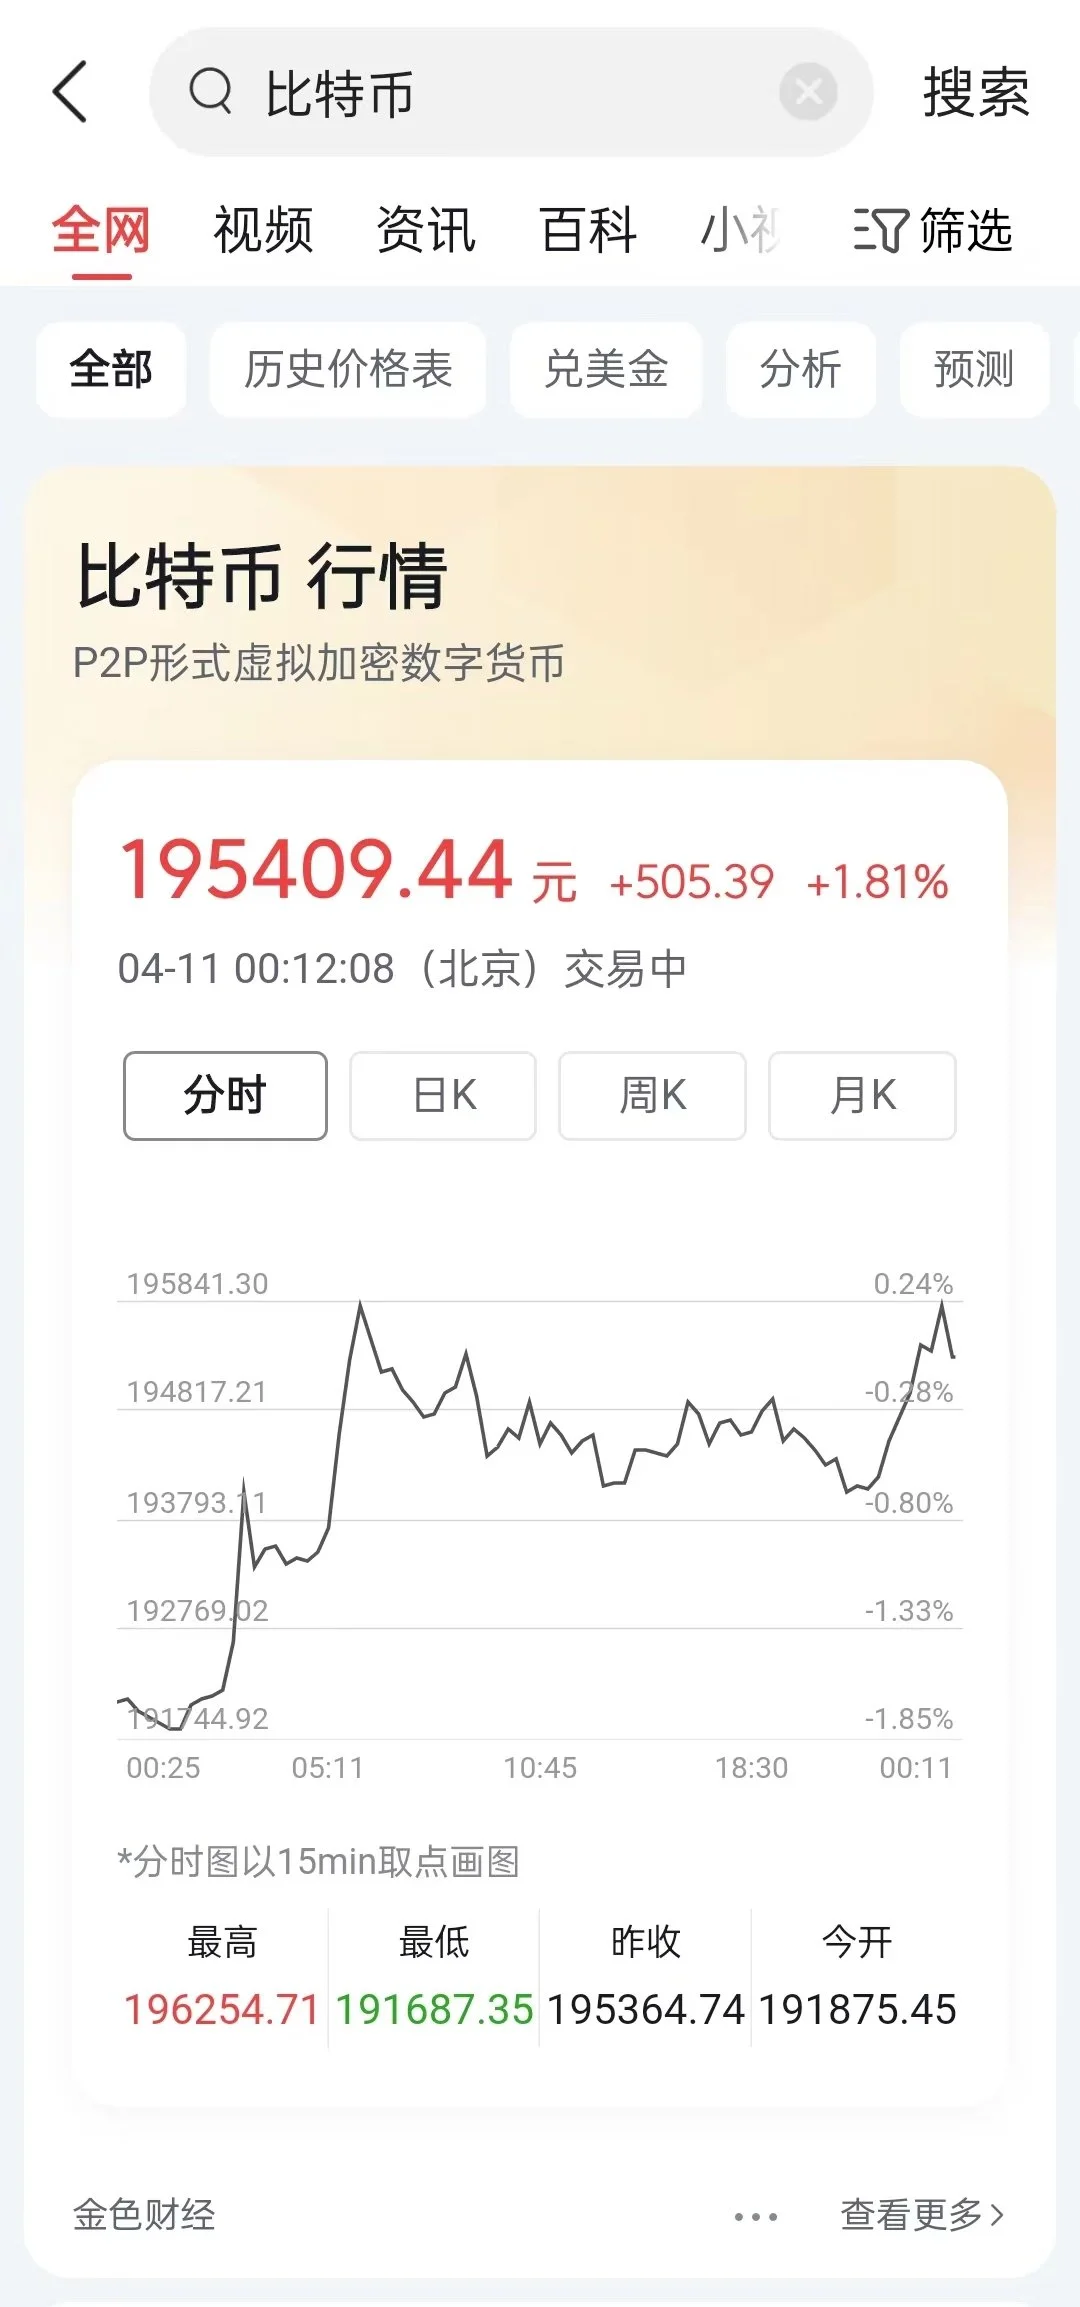 比特币 搜索
全网 视频 资讯 百科 小视 筛选
全部 历史价格表 兑美金 分析 预测
比特币 行情
P2P形式虚拟加密数字货币
195409.44 元 +505.39 +1.81%
04-11 00:12:08（北京）交易中
分时 日K 周K 月K
195841.30 0.24%
194817.21 -0.28%
193793.11 -0.80%
192769.02 -1.33%
191744.92 -1.85%
00:25 05:11 10:45 18:30 00:11
*分时图以15min取点画图
最高 最低 昨收 今开
196254.71 191687.35 195364.74 191875.45
金色财经 ... 查看更多>